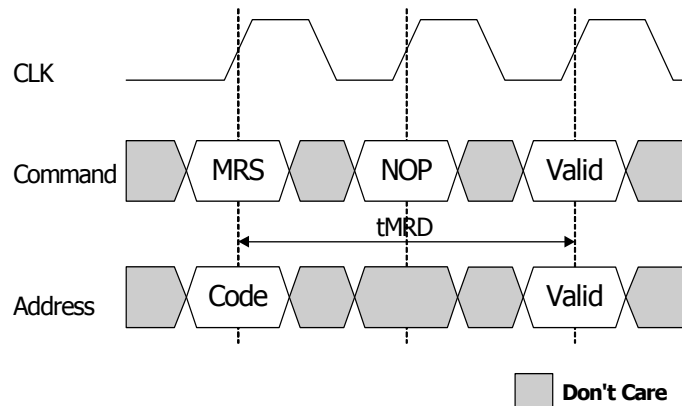 CLK
Command MRS NOP Valid
tMRD
Address Code Valid
Don't Care